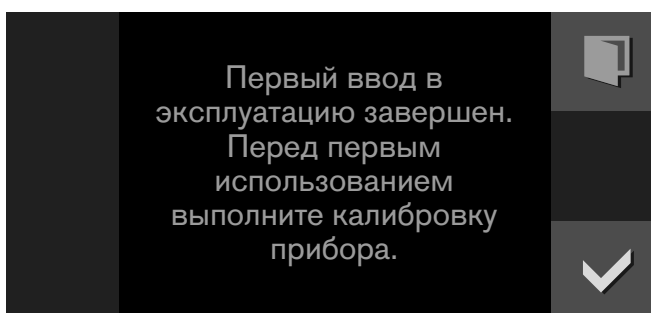 Первый ввод в
эксплуатацию завершен.
Перед первым
использованием
выполните калибровку
прибора.